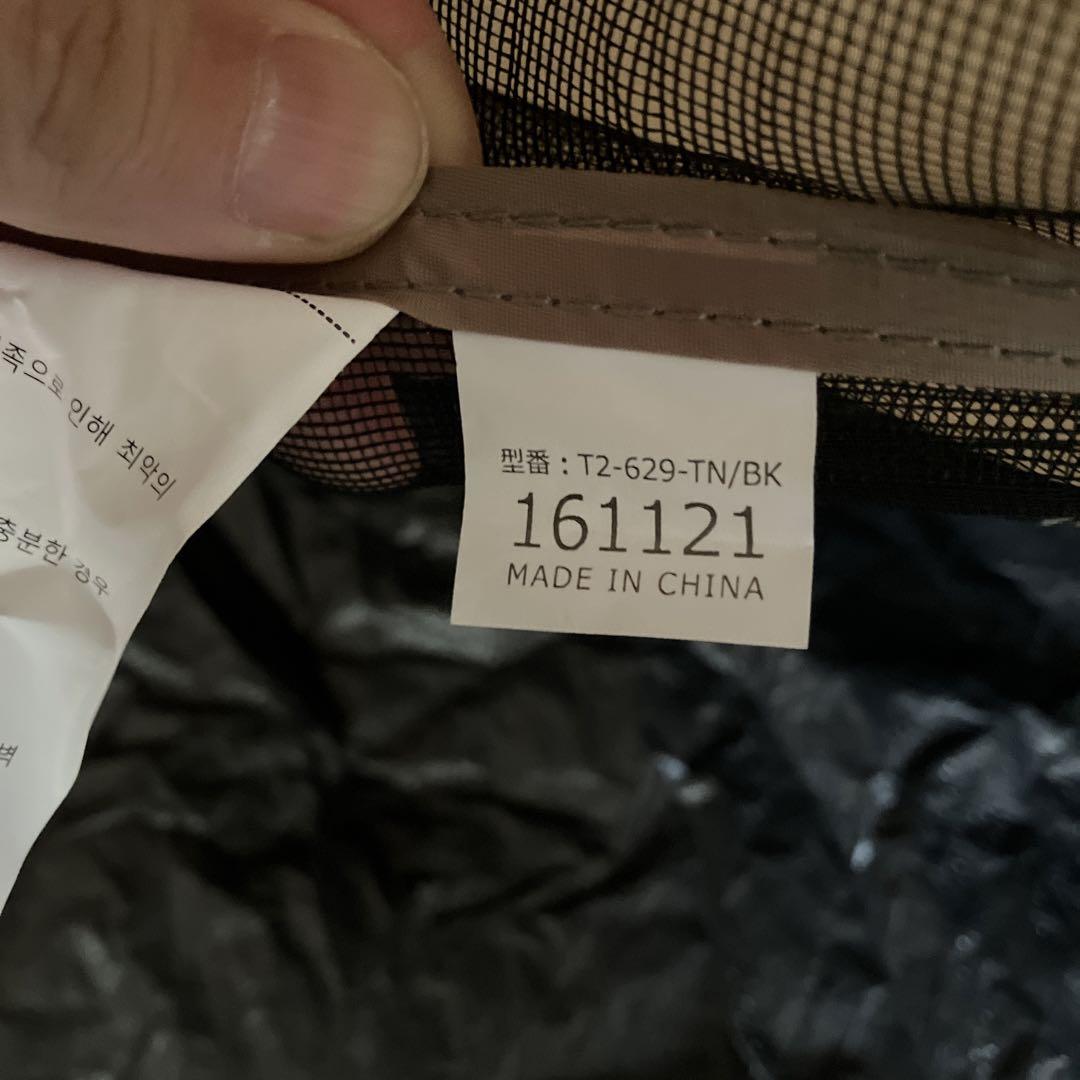 족으로 인해 최악의
충분한 경우
벽
型番：T2-629-TN/BK
161121
MADE IN CHINA